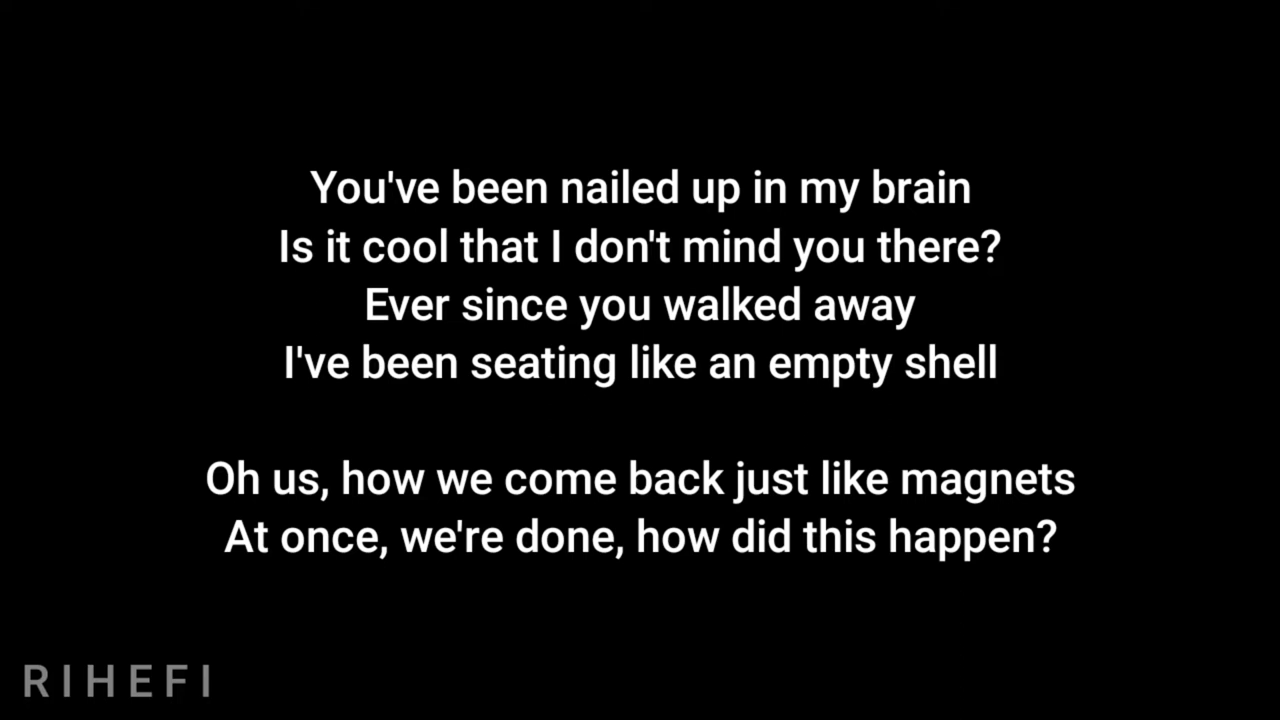 You've been nailed up in my brain
Is it cool that I don't mind you there?
Ever since you walked away
I've been seating like an empty shell
Oh us, how we come back just like magnets
At once, we're done, how did this happen?
RIHEFI